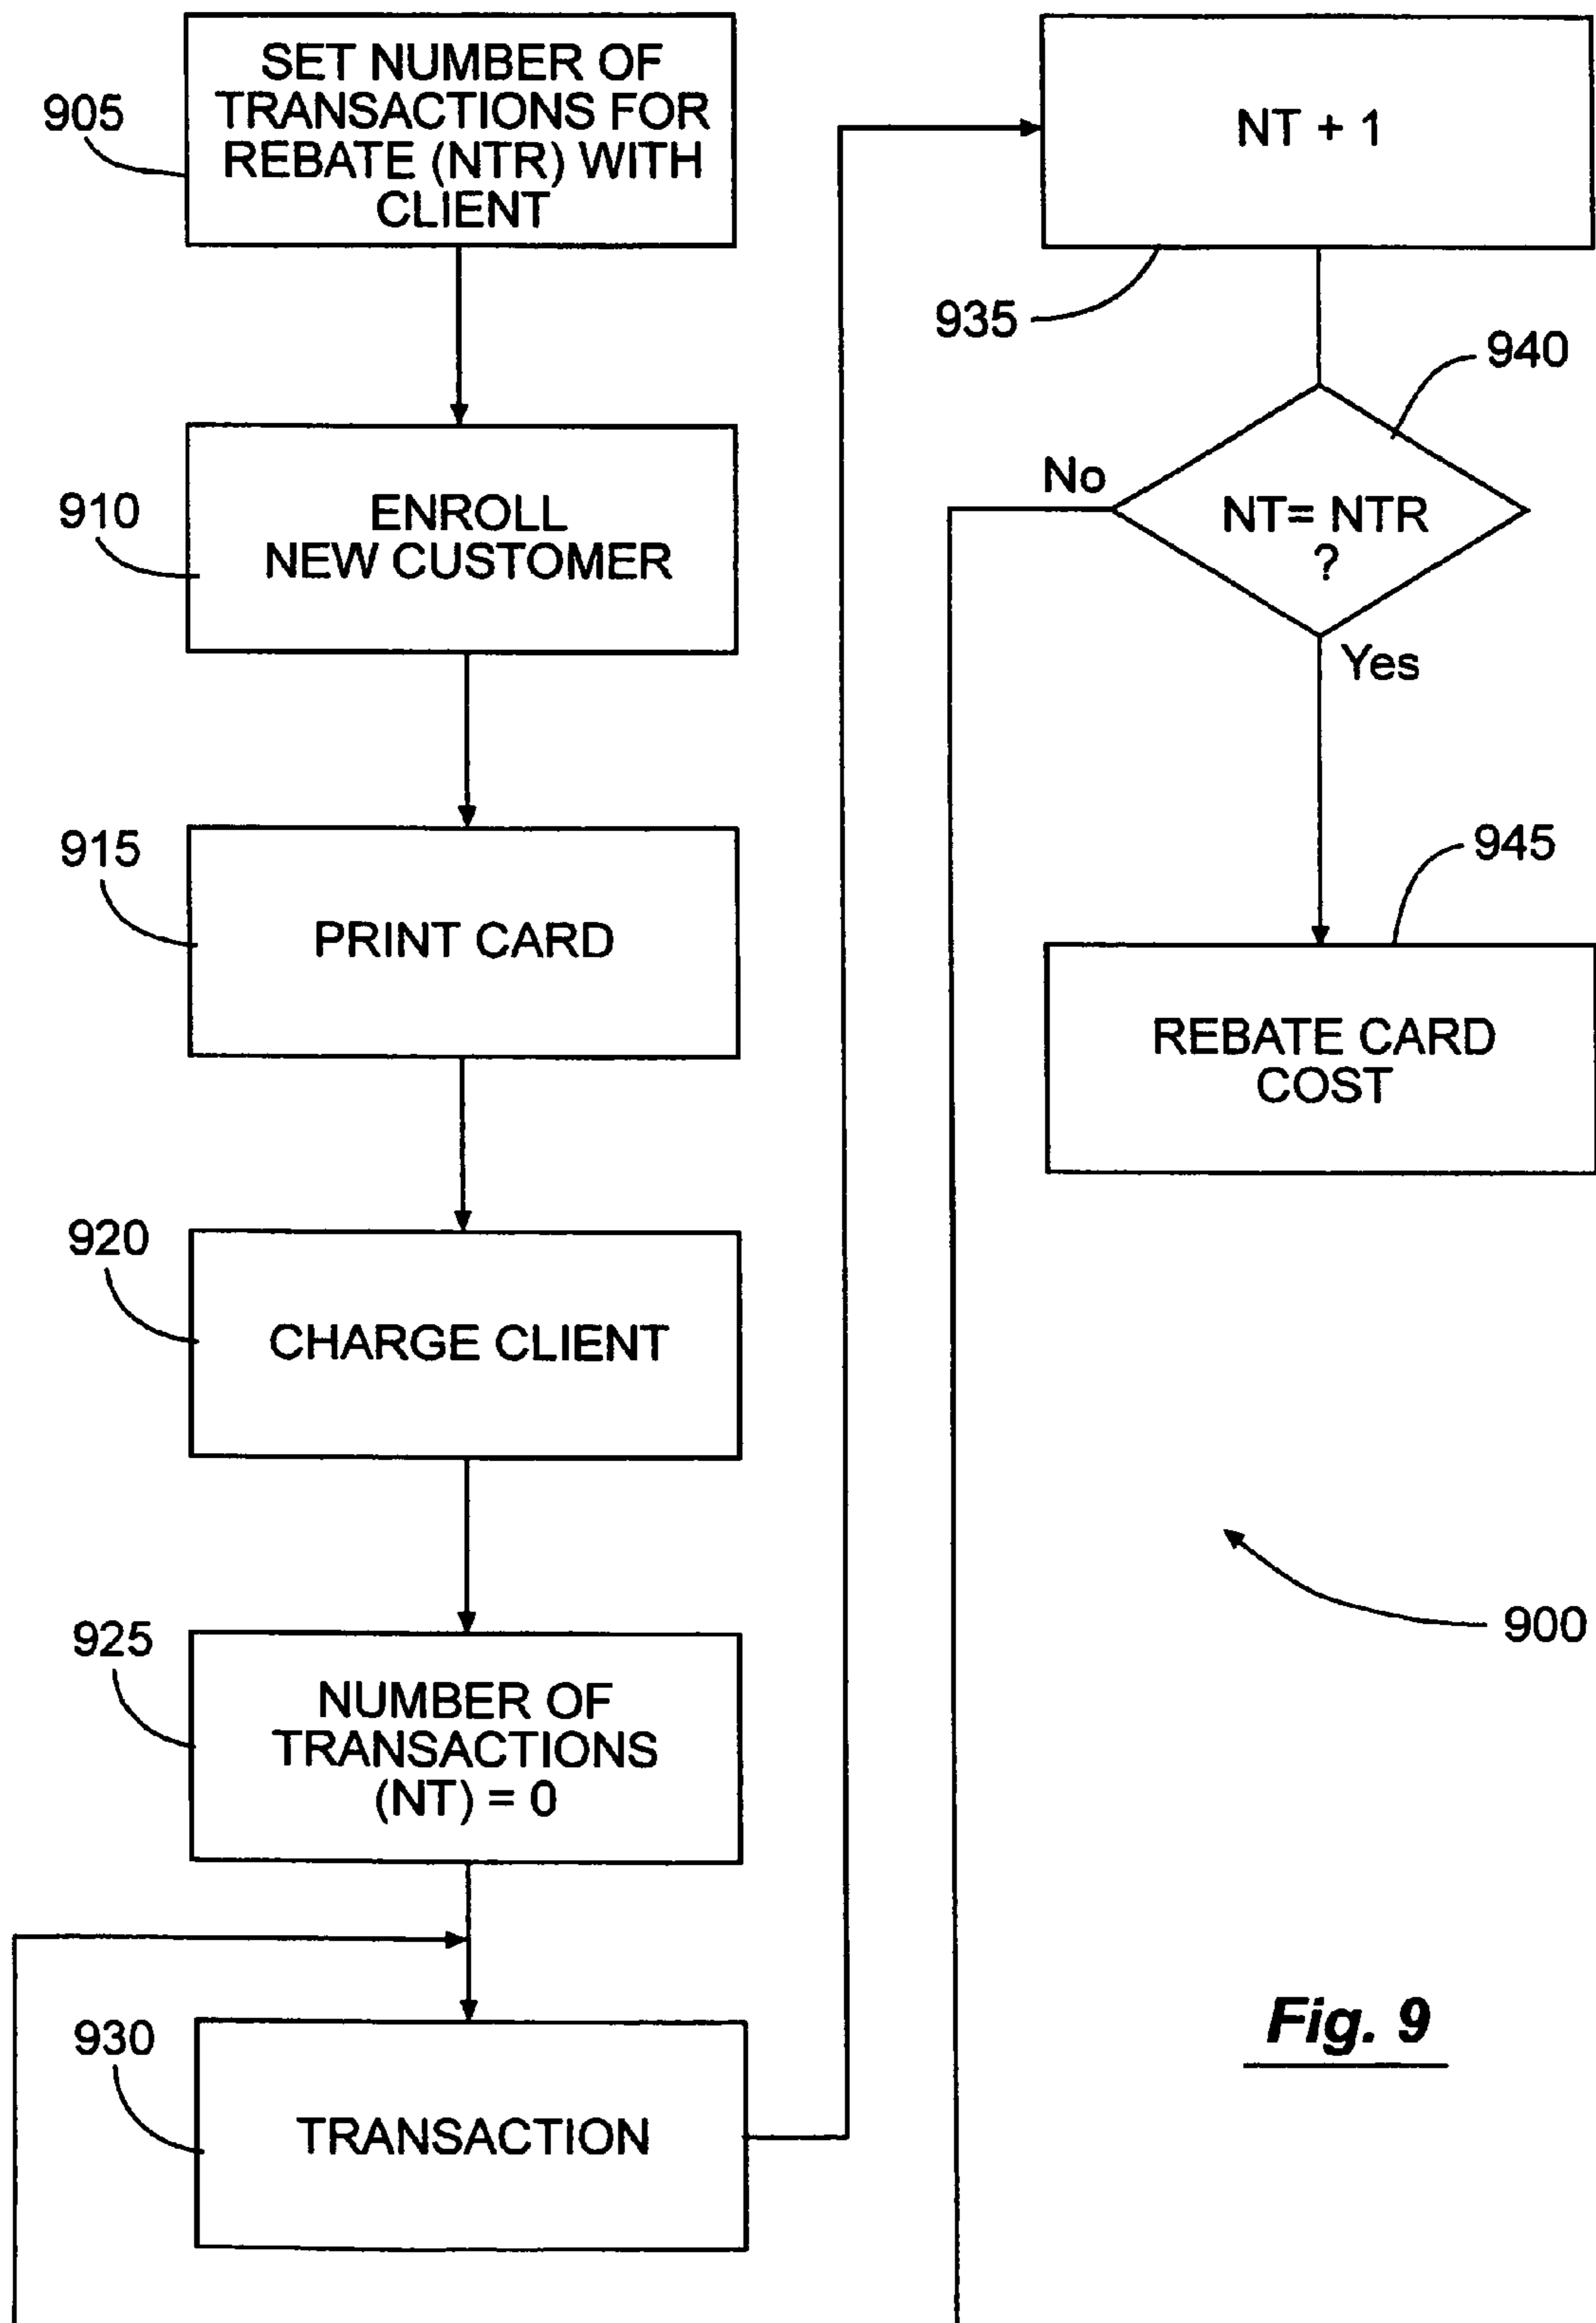 905
SET NUMBER OF
TRANSACTIONS FOR
REBATE (NTR) WITH
CLIENT
910
ENROLL
NEW CUSTOMER
915
PRINT CARD
920
CHARGE CLIENT
925
NUMBER OF
TRANSACTIONS
(NT) = 0
930
TRANSACTION
NT + 1
935
940
No
NT= NTR
?
Yes
945
REBATE CARD
COST
900
Fig. 9